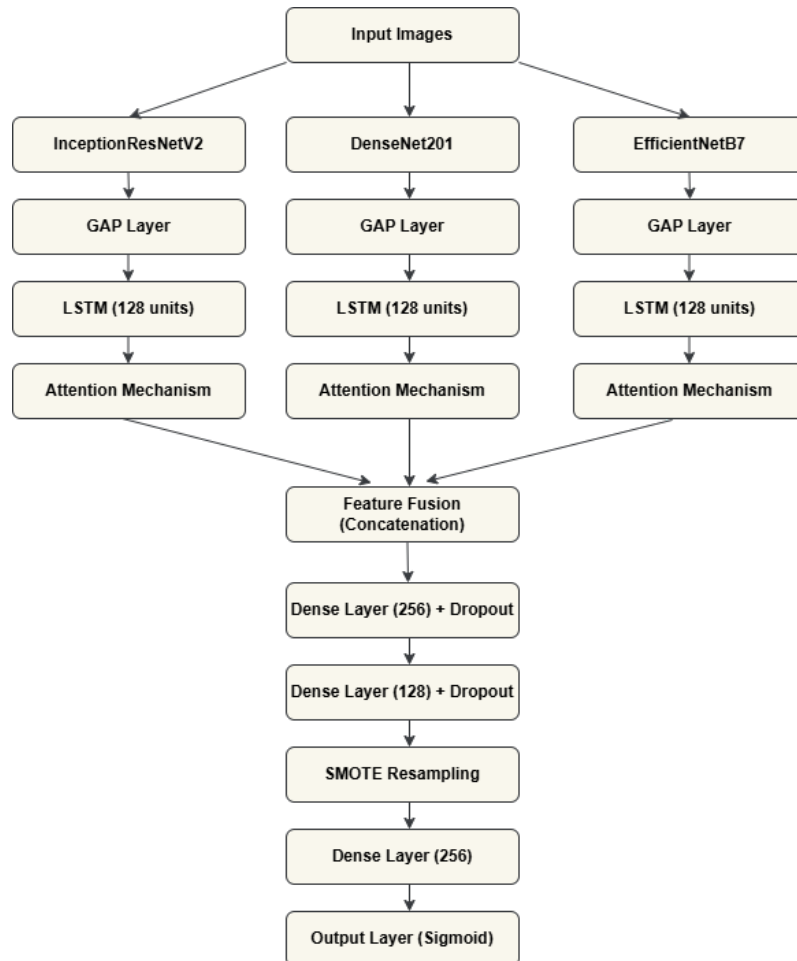 Input Images
InceptionResNetV2
DenseNet201
EfficientNetB7
GAP Layer
GAP Layer
GAP Layer
LSTM (128 units)
LSTM (128 units)
LSTM (128 units)
Attention Mechanism
Attention Mechanism
Attention Mechanism
Feature Fusion
(Concatenation)
Dense Layer (256) + Dropout
Dense Layer (128) + Dropout
SMOTE Resampling
Dense Layer (256)
Output Layer (Sigmoid)